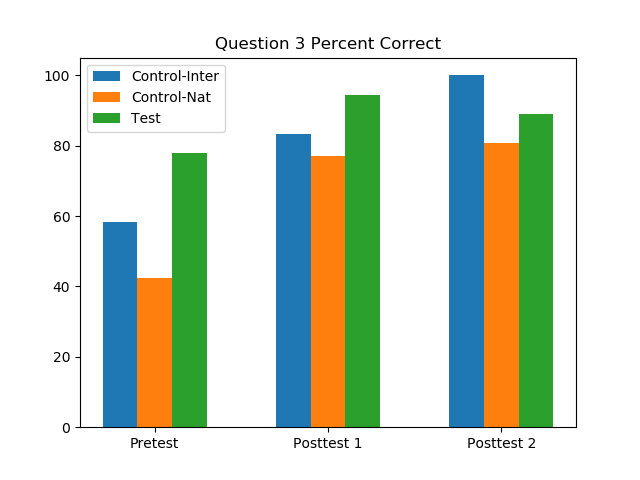 Question 3 Percent Correct
Control-Inter
Control-Nat
Test
100
80
60
40
20
0
Pretest
Posttest 1
Posttest 2